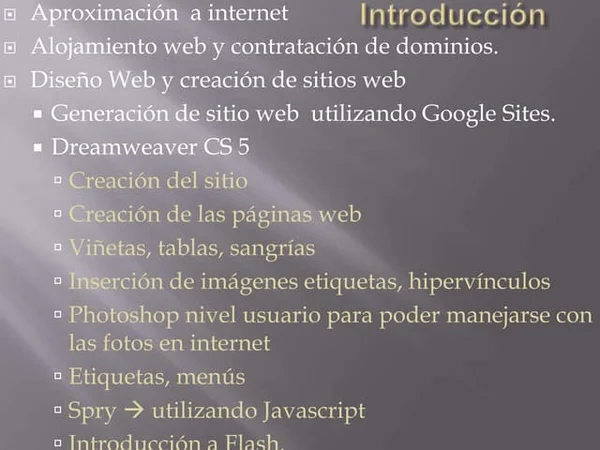 Introducción
Aproximación a internet
Alojamiento web y contratación de dominios.
Diseño Web y creación de sitios web
Generación de sitio web utilizando Google Sites.
Dreamweaver CS 5
Creación del sitio
Creación de las páginas web
Viñetas, tablas, sangrías
Inserción de imágenes etiquetas, hipervínculos
Photoshop nivel usuario para poder manejarse con
las fotos en internet
Etiquetas, menús
Spry → utilizando Javascript
Introducción a Flash.